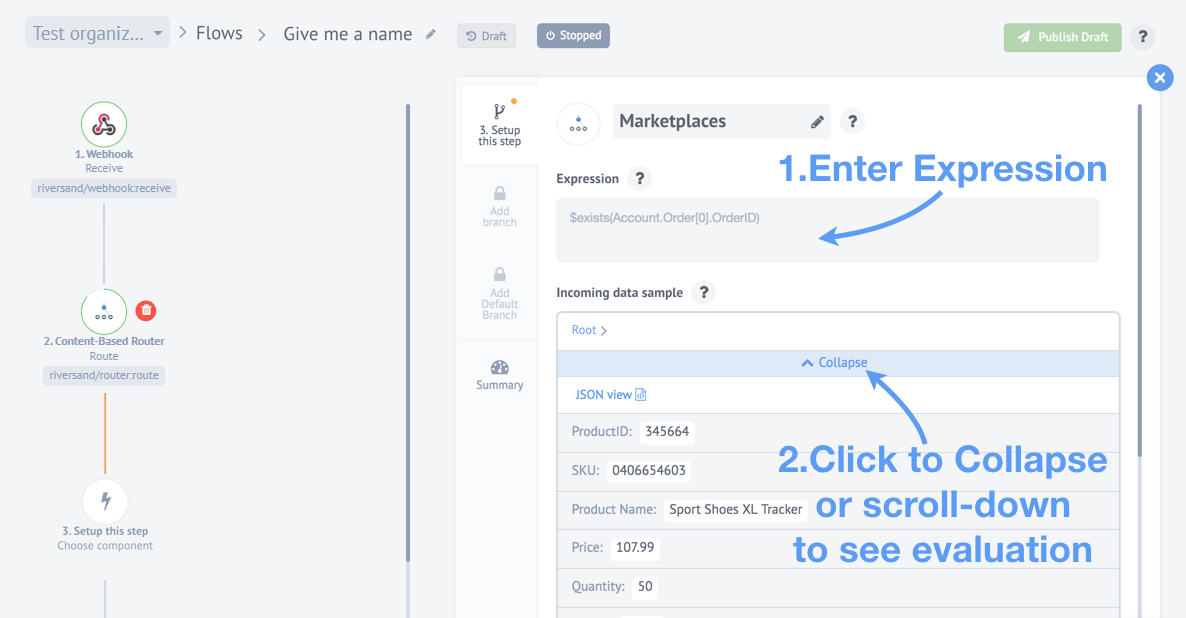 Test organiz...
Flows
Give me a name
Draft
Stopped
Publish Draft
?
1. Webhook
Receive
riversand/webhook:receive
2. Content-Based Router
Route
riversand/router:route
3. Setup this step
Choose component
3. Setup
this step
Add
branch
Add
Default
Branch
Summary
Marketplaces
?
1.Enter Expression
Expression
?
$exists(Account.Order[0].OrderID)
Incoming data sample
?
Root >
Collapse
JSON view
ProductID: 345664
SKU: 0406654603
Product Name: Sport Shoes XL Tracker
Price: 107.99
Quantity: 50
2.Click to Collapse
or scroll-down
to see evaluation